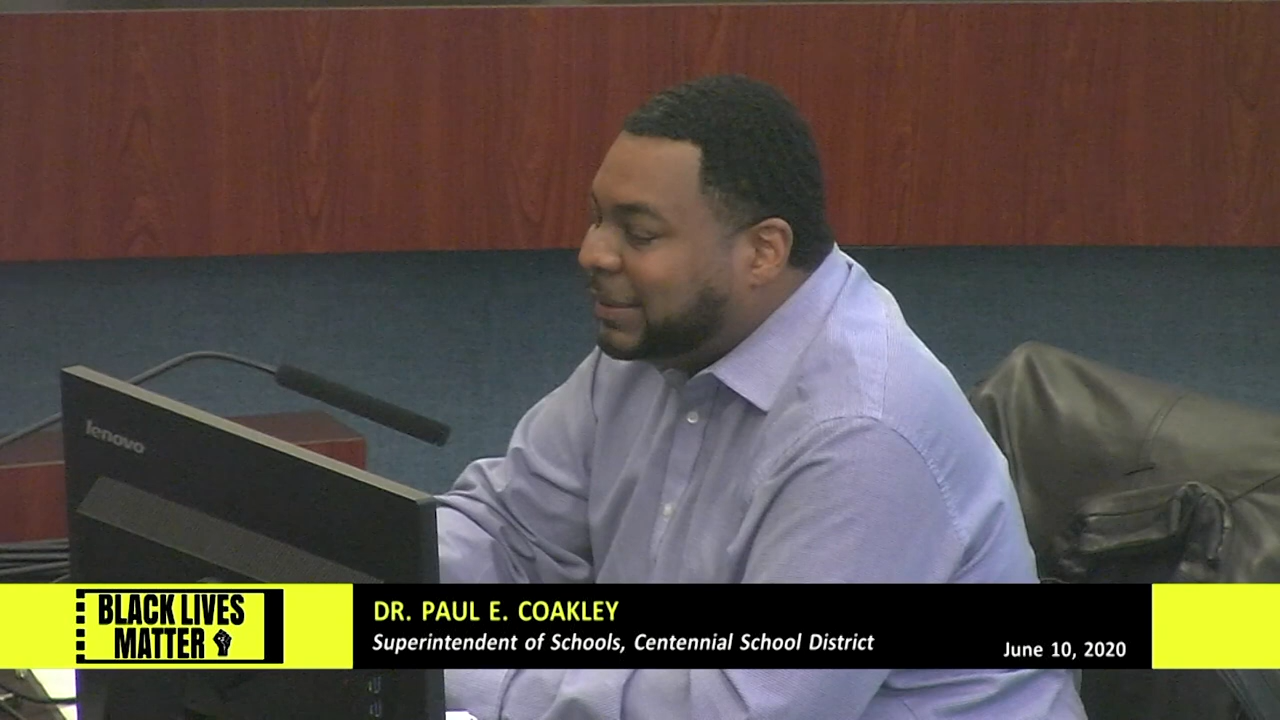 lenovo
BLACK LIVES
MATTER
DR. PAUL E. COAKLEY
Superintendent of Schools, Centennial School District
June 10, 2020